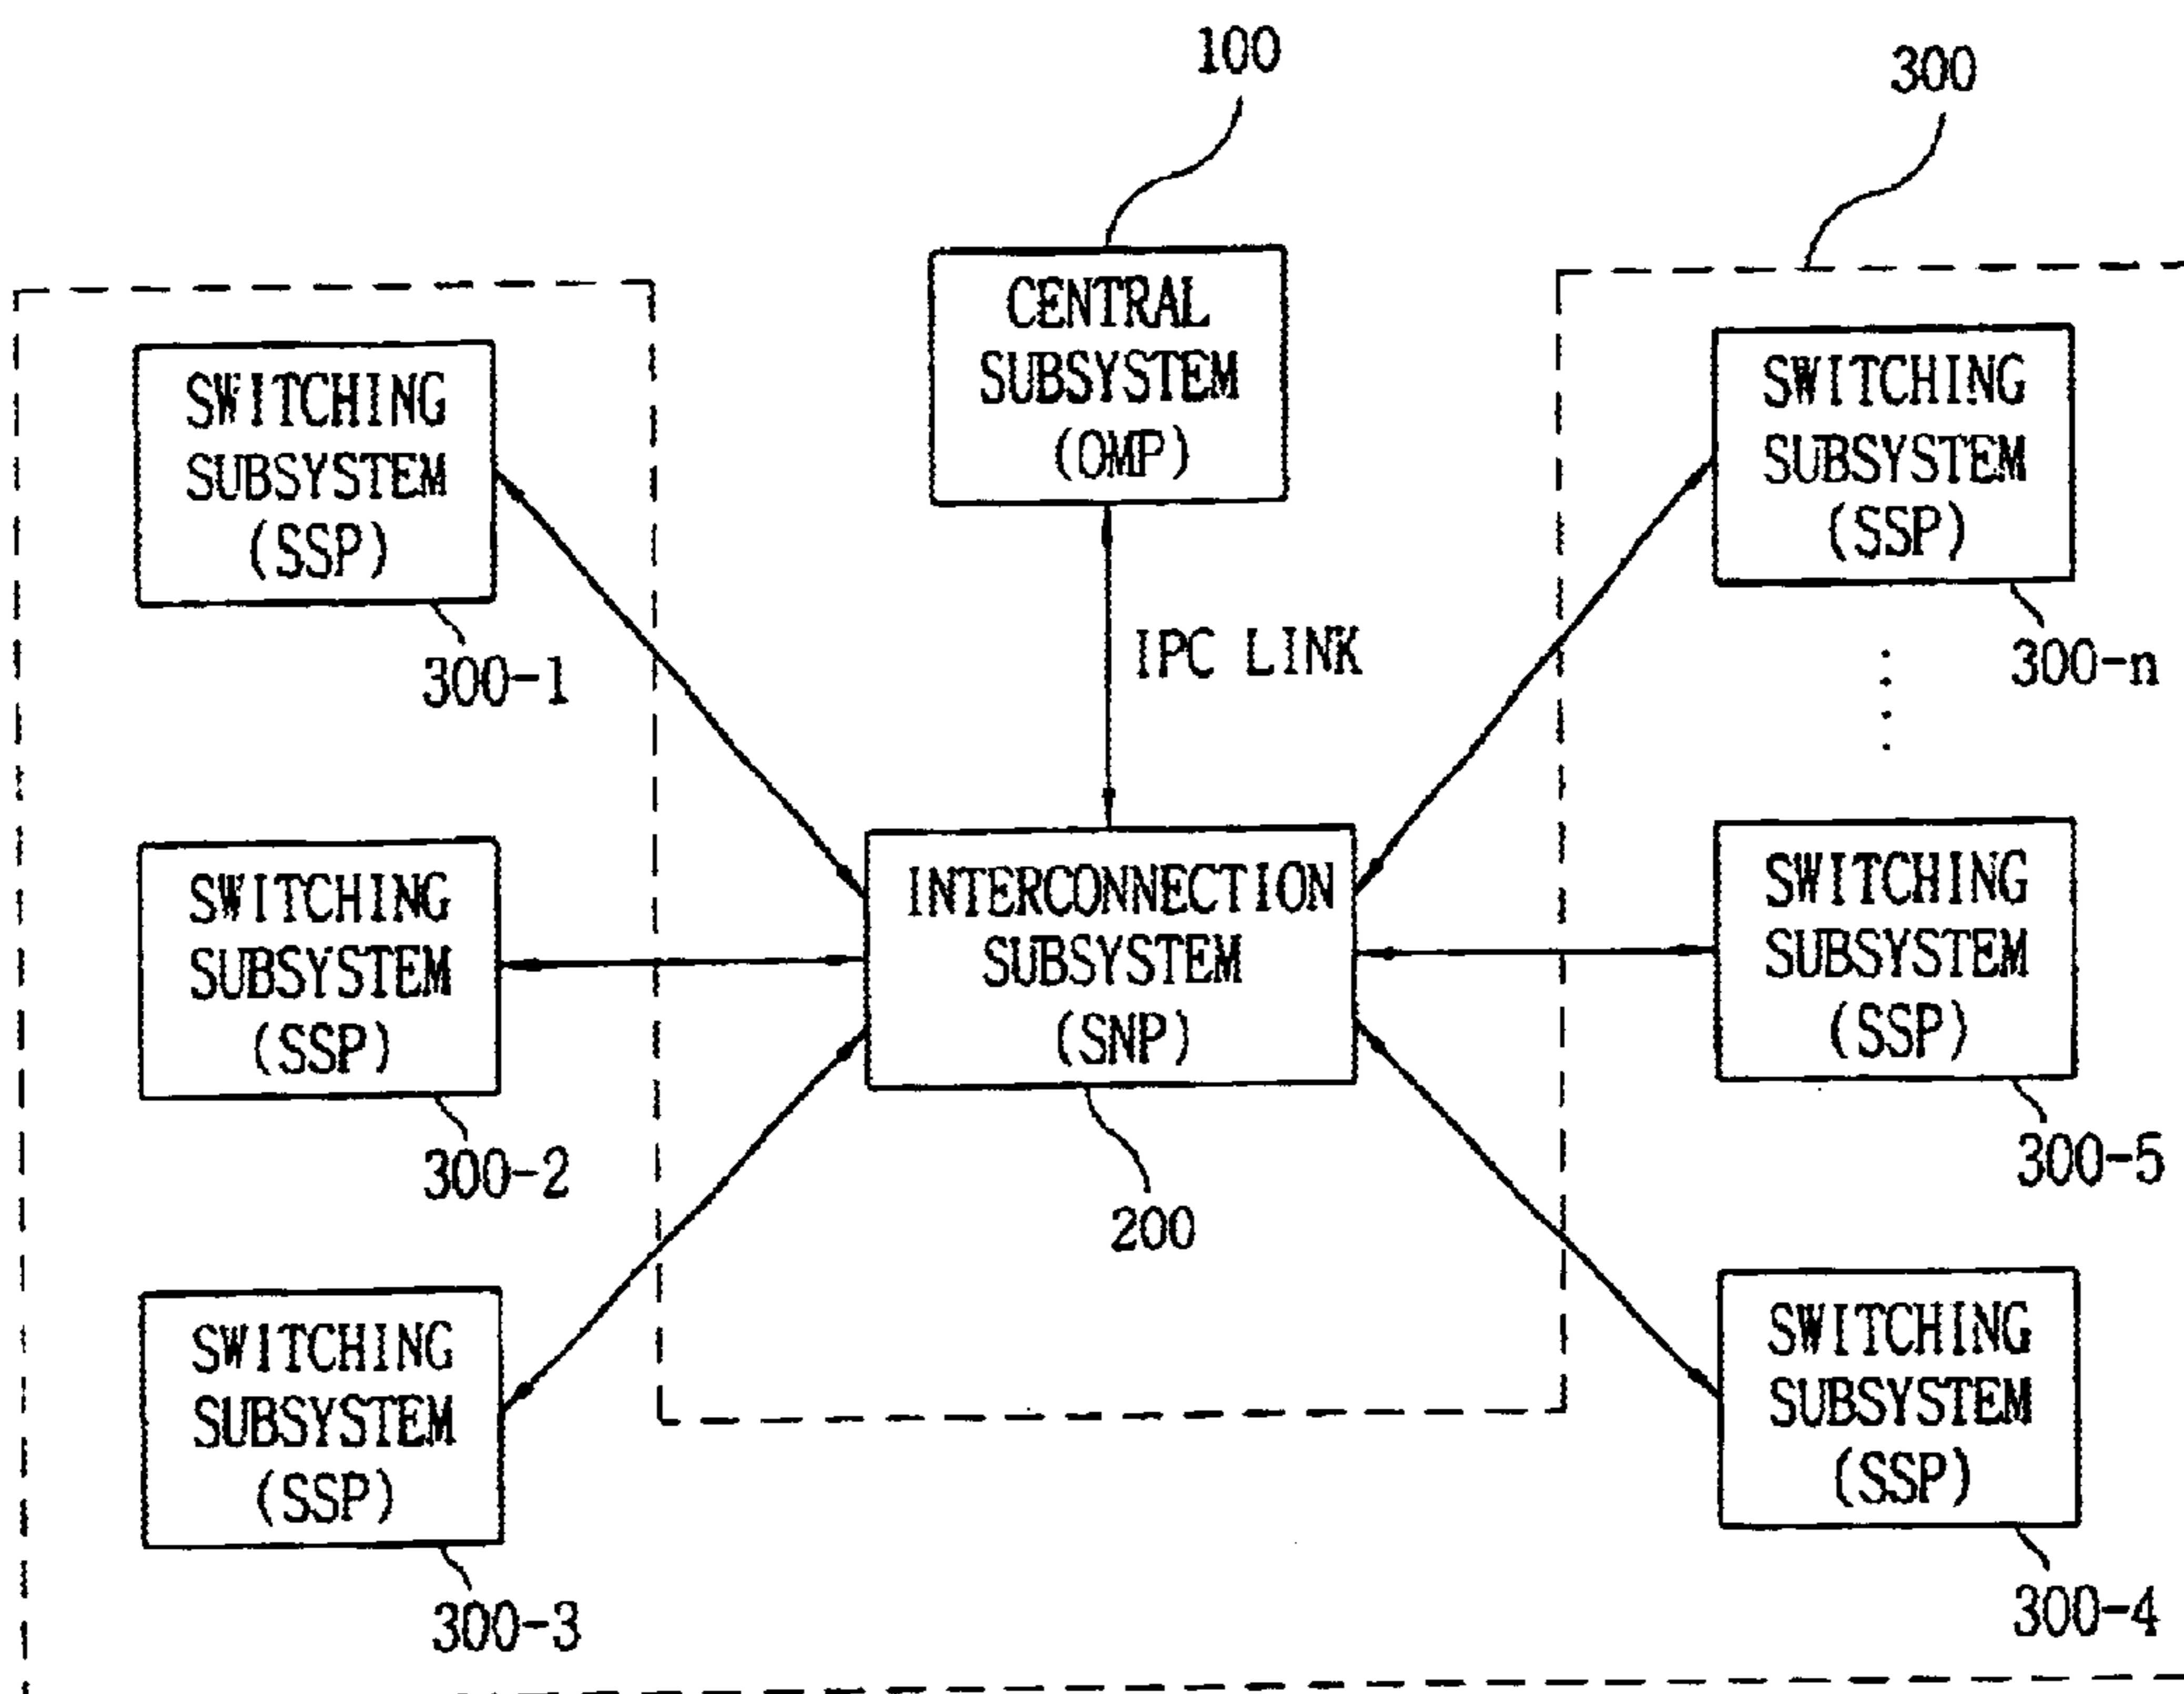 100
300
CENTRAL
SUBSYSTEM
(OMP)
SWITCHING
SUBSYSTEM
(SSP)
300-1
SWITCHING
SUBSYSTEM
(SSP)
300-n
IPC LINK
SWITCHING
SUBSYSTEM
(SSP)
300-2
INTERCONNECTION
SUBSYSTEM
(SNP)
200
SWITCHING
SUBSYSTEM
(SSP)
300-5
SWITCHING
SUBSYSTEM
(SSP)
300-3
SWITCHING
SUBSYSTEM
(SSP)
300-4